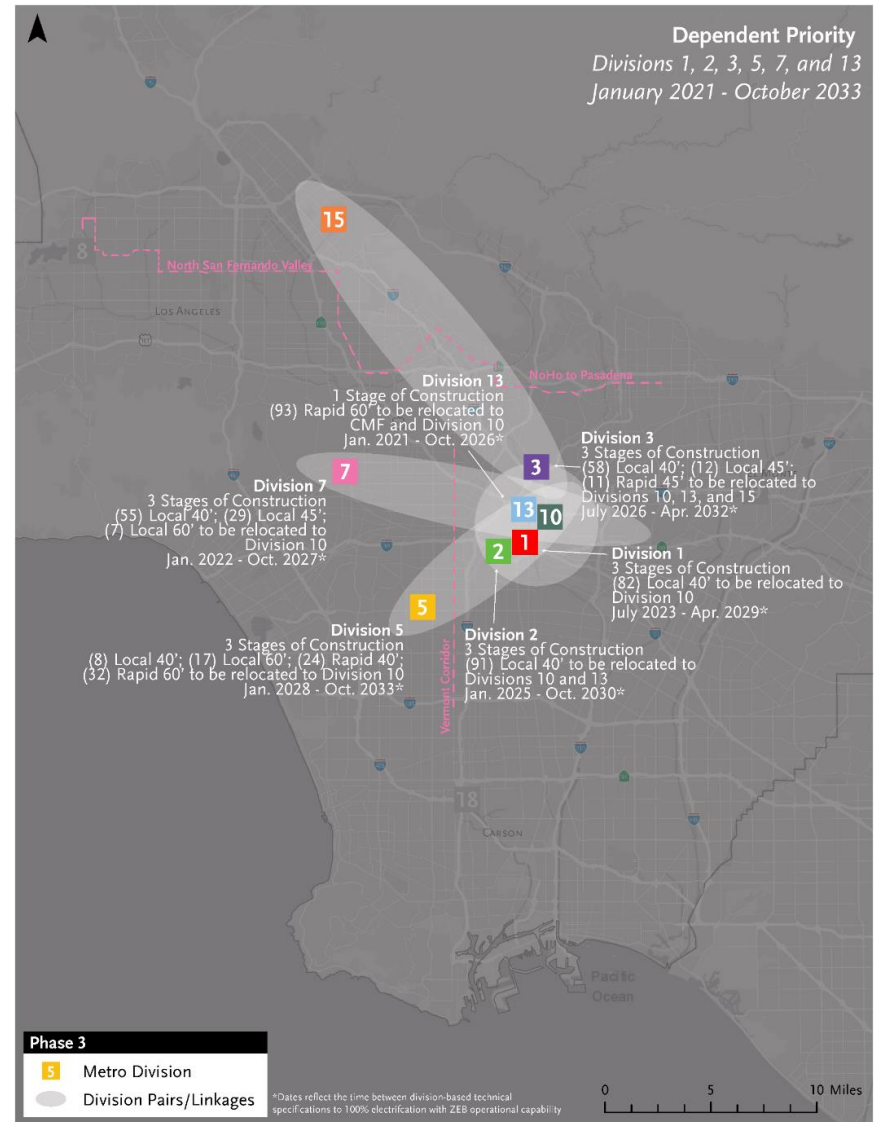 Dependent Priority
Divisions 1, 2, 3, 5, 7, and 13
January 2021 - October 2033
15
8
North San Fernando Valley
Los Angeles
NoHo to Pasadena
Division 13
1 Stage of Construction
(93) Rapid 60' to be relocated to
CMF and Division 10
Jan. 2021 - Oct. 2026*
3
Division 3
3 Stages of Construction
(58) Local 40'; (12) Local 45';
(11) Rapid 45' to be relocated to
Divisions 10, 13, and 15
July 2026 - Apr. 2032*
7
Division 7
3 Stages of Construction
(55) Local 40'; (29) Local 45';
(7) Local 60' to be relocated to
Division 10
Jan. 2022 - Oct. 2027*
13
10
1
2
Division 1
3 Stages of Construction
(82) Local 40' to be relocated to
Division 10
July 2023 - Apr. 2029*
5
Division 5
3 Stages of Construction
(8) Local 40'; (17) Local 60'; (24) Rapid 40';
(32) Rapid 60' to be relocated to Division 10
Jan. 2028 - Oct. 2033*
Division 2
3 Stages of Construction
(91) Local 40' to be relocated to
Divisions 10 and 13
Jan. 2025 - Oct. 2030*
Vermont Corridor
18
Carson
Pacific
Ocean
Phase 3
5 Metro Division
Division Pairs/Linkages
*Dates reflect the time between division-based technical
specifications to 100% electrifcation with ZEB operational capability
0 5 10 Miles